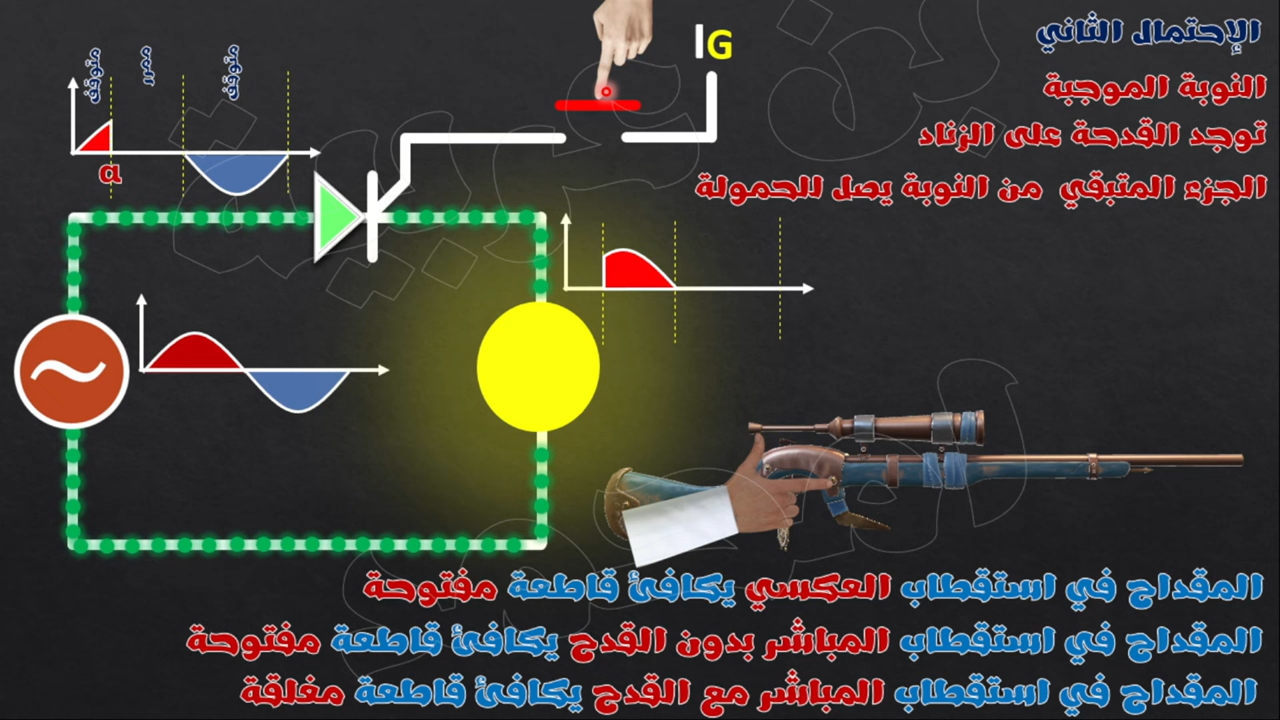 الإحتمال الثاني
النوبة الموجبة
توجد القدحة على الزناد
الجزء المتبقي من النوبة يصل للحمولة
IG
متوقف
ممرر
متوقف
α
المقداح في استقطاب العكسي يكافئ قاطعة مفتوحة
المقداح في استقطاب المباشر بدون القدح يكافئ قاطعة مفتوحة
المقداح في استقطاب المباشر مع القدح يكافئ قاطعة مغلقة